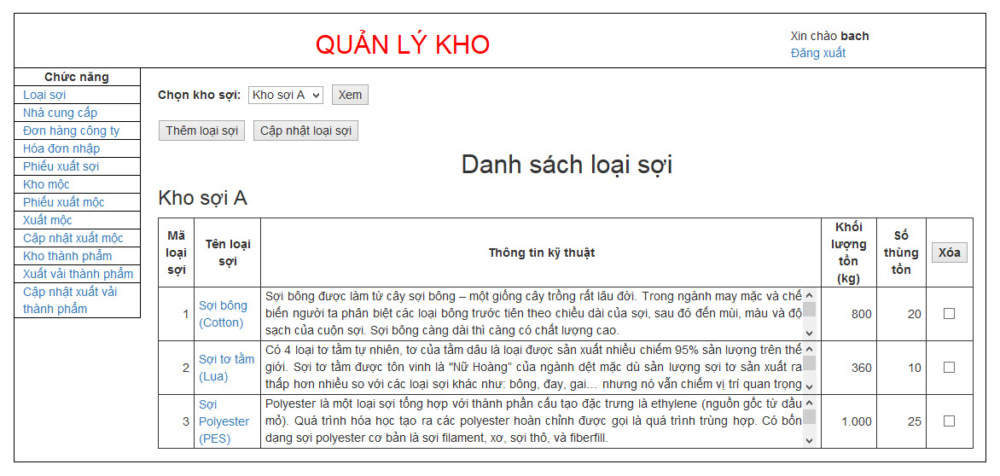 QUẢN LÝ KHO
Xin chào bach
Đăng xuất
Chức năng
Loại sợi
Nhà cung cấp
Đơn hàng công ty
Hóa đơn nhập
Phiếu xuất sợi
Kho mộc
Phiếu xuất mộc
Xuất mộc
Cập nhật xuất mộc
Kho thành phẩm
Xuất vải thành phẩm
Cập nhật xuất vải
thành phẩm
Chọn kho sợi: Kho sợi A Xem
Thêm loại sợi Cập nhật loại sợi
Danh sách loại sợi
Kho sợi A
Mã
loại
sợi
Tên loại
sợi
Thông tin kỹ thuật
Khối
lượng
tồn
(kg)
Số
thùng
tồn
Xóa
1
Sợi bông
(Cotton)
Sợi bông được làm từ cây sợi bông – một giống cây trồng rất lâu đời. Trong ngành may mặc và chế
biến người ta phân biệt các loại bông trước tiên theo chiều dài của sợi, sau đó đến mùi, màu và độ
sạch của cuộn sợi. Sợi bông càng dài thì càng có chất lượng cao.
800
20
2
Sợi tơ tằm
(Lụa)
Có 4 loại tơ tằm tự nhiên, tơ của tằm dâu là loại được sản xuất nhiều chiếm 95% sản lượng trên thế
giới. Sợi tơ tằm được tôn vinh là "Nữ Hoàng" của ngành dệt mặc dù sản lượng sợi tơ sản xuất ra
thấp hơn nhiều so với các loại sợi khác như: bông, đay, gai… nhưng nó vẫn chiếm vị trí quan trọng
360
10
3
Sợi
Polyester
(PES)
Polyester là một loại sợi tổng hợp với thành phần cấu tạo đặc trưng là ethylene (nguồn gốc từ dầu
mỏ). Quá trình hóa học tạo ra các polyester hoàn chỉnh được gọi là quá trình trùng hợp. Có bốn
dạng sợi polyester cơ bản là sợi filament, xơ, sợi thô, và fiberfill.
1.000
25